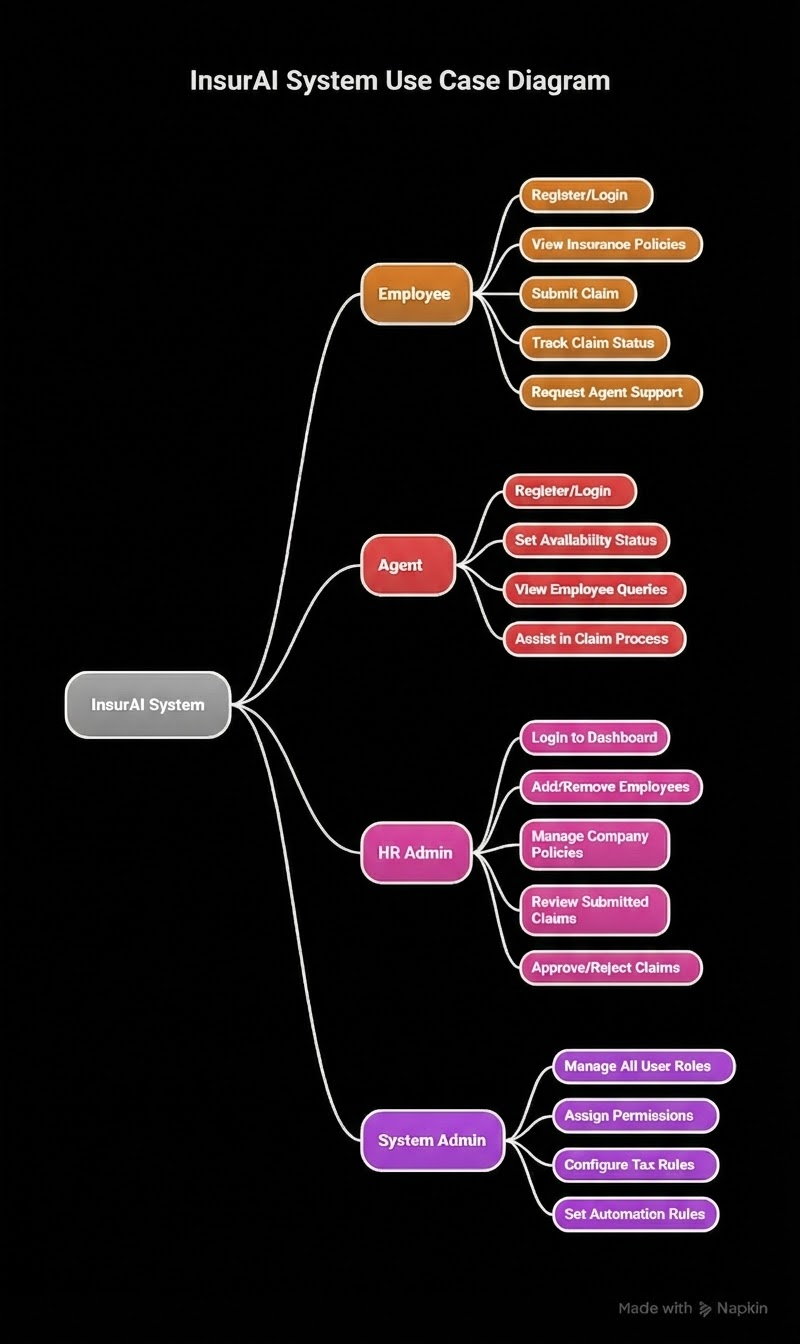 InsurAI System Use Case Diagram
Register/Login
View Insurance Policies
Employee
Submit Claim
Track Claim Status
Request Agent Support
Regleter/Login
Set Availability Status
Agent
View Employee Queries
Assist in Claim Process
InsurAI System
Login to Dashboard
Add/Remove Employees
Manage Company
Policies
HR Admin
Review Submitted
Claims
Approve/Reject Claims
Manage All User Roles
Assign Permissions
System Admin
Configure Tax Rules
Set Automation Rules
Made with Napkin